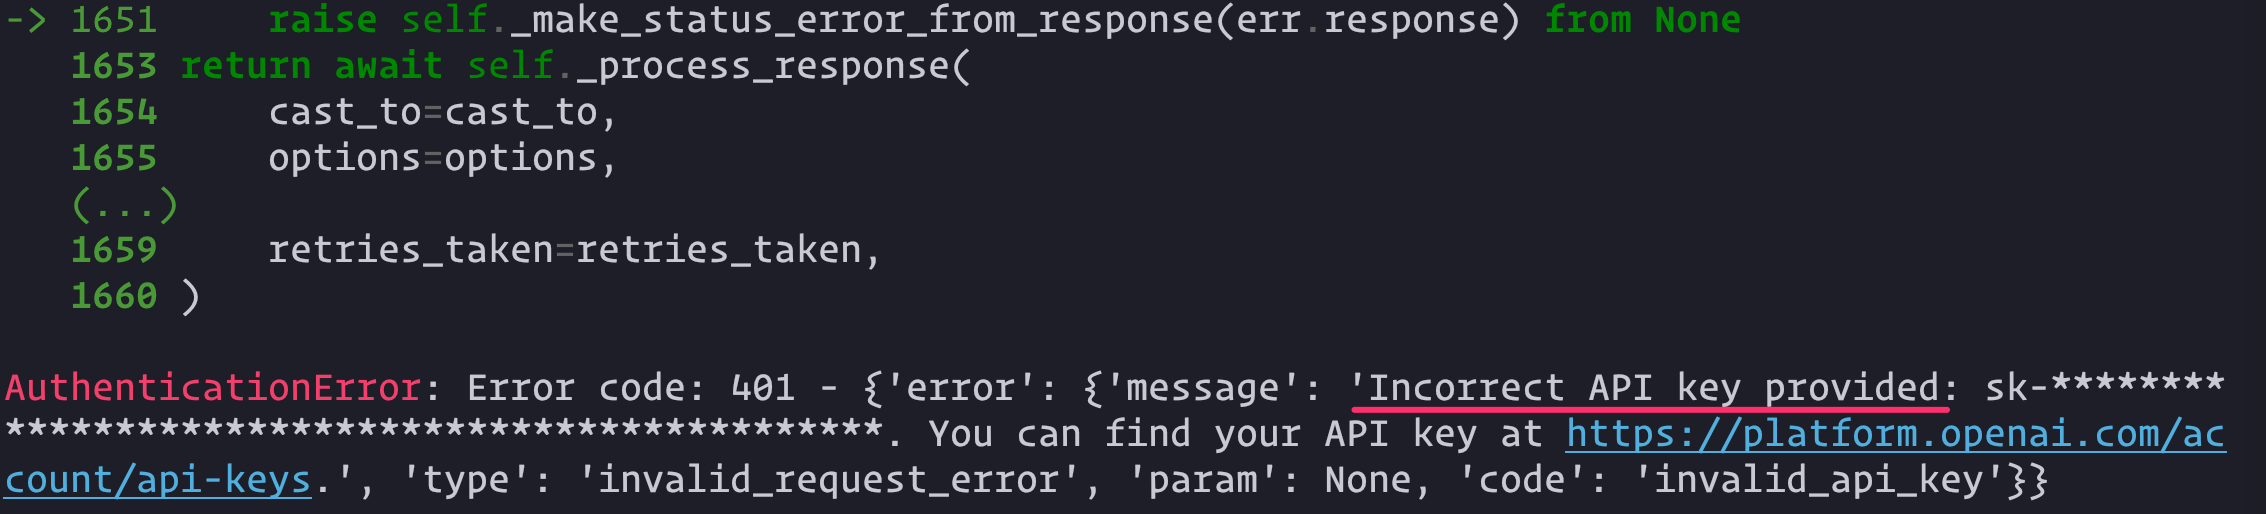 -> 1651     raise self._make_status_error_from_response(err.response) from None
   1653 return await self._process_response(
   1654     cast_to=cast_to,
   1655     options=options,
   (...)
   1659     retries_taken=retries_taken,
   1660 )
AuthenticationError: Error code: 401 - {'error': {'message': 'Incorrect API key provided: sk-********
****************************************. You can find your API key at https://platform.openai.com/ac
count/api-keys.', 'type': 'invalid_request_error', 'param': None, 'code': 'invalid_api_key'}}